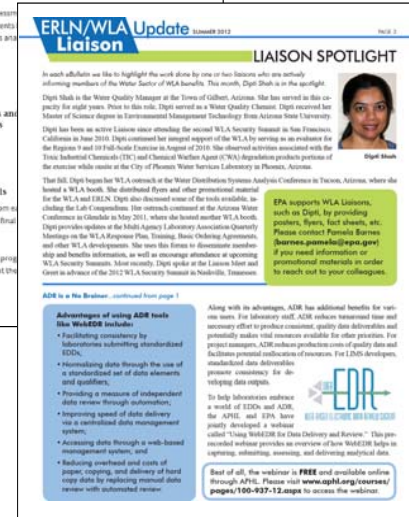 ERLN/WLA Update SUMMER 2012 PAGE 2
Liaison
LIAISON SPOTLIGHT
In each eBulletin we like to highlight the work done by one or two liaisons who are actively
informing members of the Water Sector of WLA benefits. This month, Dipti Shah is in the spotlight.
Dipti Shah is the Water Quality Manager at the Town of Gilbert, Arizona. She has served in this ca-
pacity for eight years. Prior to this role, Dipti served as a Water Quality Chemist. Dipti received her
Master of Science degree in Environmental Management Technology from Arizona State University.
Dipti has been an active Liaison since attending the second WLA Security Summit in San Francisco,
California in June 2010. Dipti continued her integral support of the WLA by serving as an evaluator for
the Regions 9 and 10 Full-Scale Exercise in August of 2010. She observed activities associated with the
Toxic Industrial Chemicals (TIC) and Chemical Warfare Agent (CWA) degradation products portions of
the exercise while onsite at the City of Phoenix Water Services Laboratory in Phoenix, Arizona.
Dipti Shah
That fall, Dipti began her WLA outreach at the Water Distribution Systems Analysis Conference in Tucson, Arizona, where she
hosted a WLA booth. She distributed flyers and other promotional material
for the WLA and ERLN. Dipti also discussed some of the tools available, in-
cluding the Lab Compendium. Her outreach continued at the Arizona Water
Conference in Glendale in May 2011, where she hosted another WLA booth.
Dipti provides updates at the Multi Agency Laboratory Association Quarterly
Meetings on the WLA Response Plan, Training, Basic Ordering Agreements,
and other WLA developments. She uses this forum to disseminate member-
ship and benefits information, as well as encourage attendance at upcoming
WLA Security Summits. Most recently, Dipti spoke at the Liaison Meet and
Greet in advance of the 2012 WLA Security Summit in Nashville, Tennessee.
EPA supports WLA Liaisons,
such as Dipti, by providing
posters, flyers, fact sheets, etc.
Please contact Pamela Barnes
(barnes.pamela@epa.gov)
if you need information or
promotional materials in order
to reach out to your colleagues.
ADR is a No Brainer...continued from page 1
Advantages of using ADR tools
like WebEDR include:
• Facilitating consistency by
laboratories submitting standardized
EDDs,
• Normalizing data through the use of
a standardized set of data elements
and qualifiers,
• Providing a measure of independent
data review through automation;
• Improving speed of data delivery
via a centralized data management
system;
• Accessing data through a web-based
management system; and
• Reducing overhead and costs of
paper, copying, and delivery of hard
copy data by replacing manual data
review with automated review.
Along with its advantages, ADR has additional benefits for vari-
ous users. For laboratory staff, ADR reduces turnaround time and
necessary effort to produce consistent, quality data deliverables and
potentially makes vital resources available for other priorities. For
project managers, ADR reduces production costs of quality data and
facilitates potential reallocation of resources. For LIMS developers,
standardized data deliverables
promote consistency for de-
veloping data outputs.
To help laboratories embrace
a world of EDDs and ADR,
the APHL and EPA have
jointly developed a webinar
called "Using WebEDR for Data Delivery and Review." This pre-
recorded webinar provides an overview of how WebEDR helps in
capturing, submitting, assessing, and delivering analytical data.
EDR
Best of all, the webinar is FREE and available online
through APHL. Please visit www.aphl.org/courses/
pages/100-937-12.aspx to access the webinar.